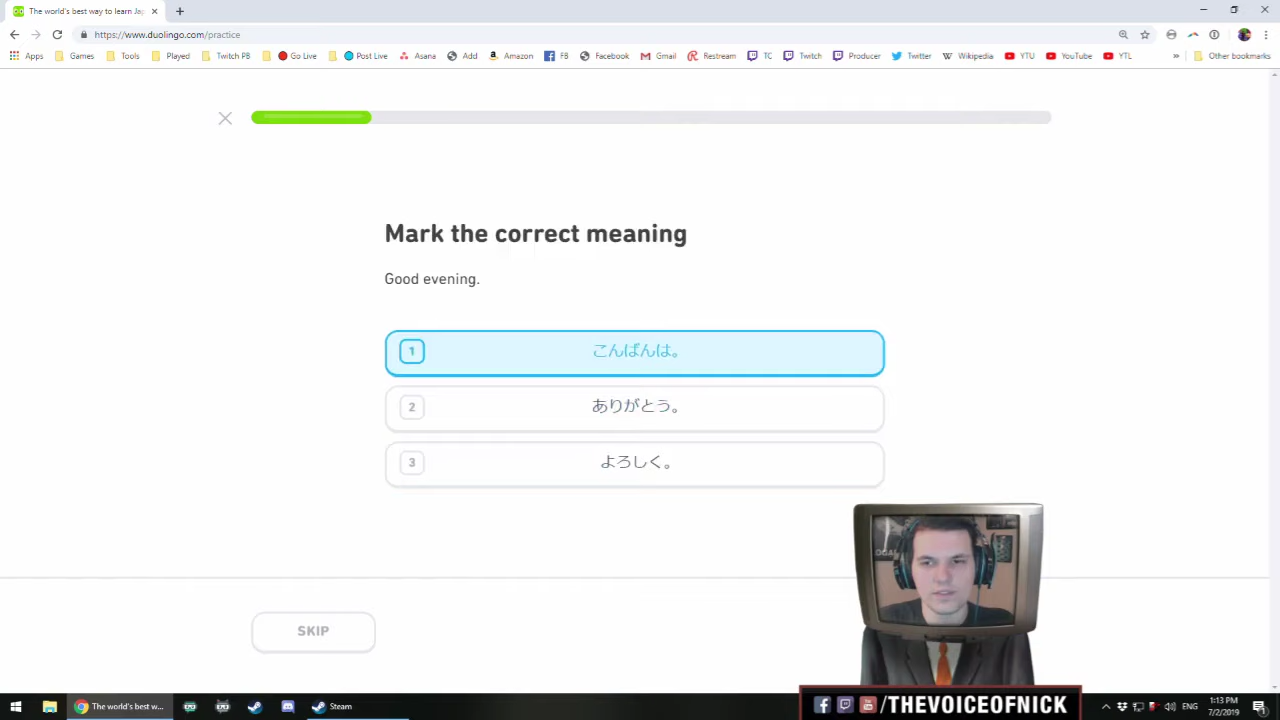 The world's best way to learn Jap
https://www.duolingo.com/practice
Apps Games Tools Played Twitch PB Go Live Post Live Asana Add Amazon FB Facebook Gmail Restream TC Twitch Producer Twitter Wikipedia YTU YouTube YTL » Other bookmarks
Mark the correct meaning
Good evening.
1 こんばんは。
2 ありがとう。
3 よろしく。
SKIP
/THEVOICEOFNICK
The world's best w... Steam ENG 1:13 PM
7/2/2019